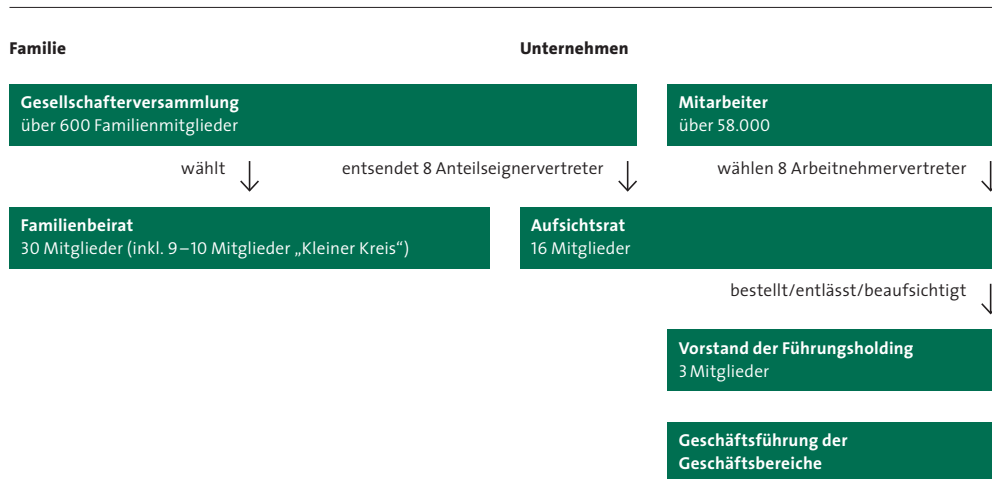 Familie
Unternehmen
Gesellschafterversammlung
über 600 Familienmitglieder
Mitarbeiter
über 58.000
wählt
entsendet 8 Anteilseignervertreter
wählen 8 Arbeitnehmervertreter
Familienbeirat
30 Mitglieder (inkl. 9–10 Mitglieder „Kleiner Kreis“)
Aufsichtsrat
16 Mitglieder
bestellt/entlässt/beaufsichtigt
Vorstand der Führungsholding
3 Mitglieder
Geschäftsführung der
Geschäftsbereiche